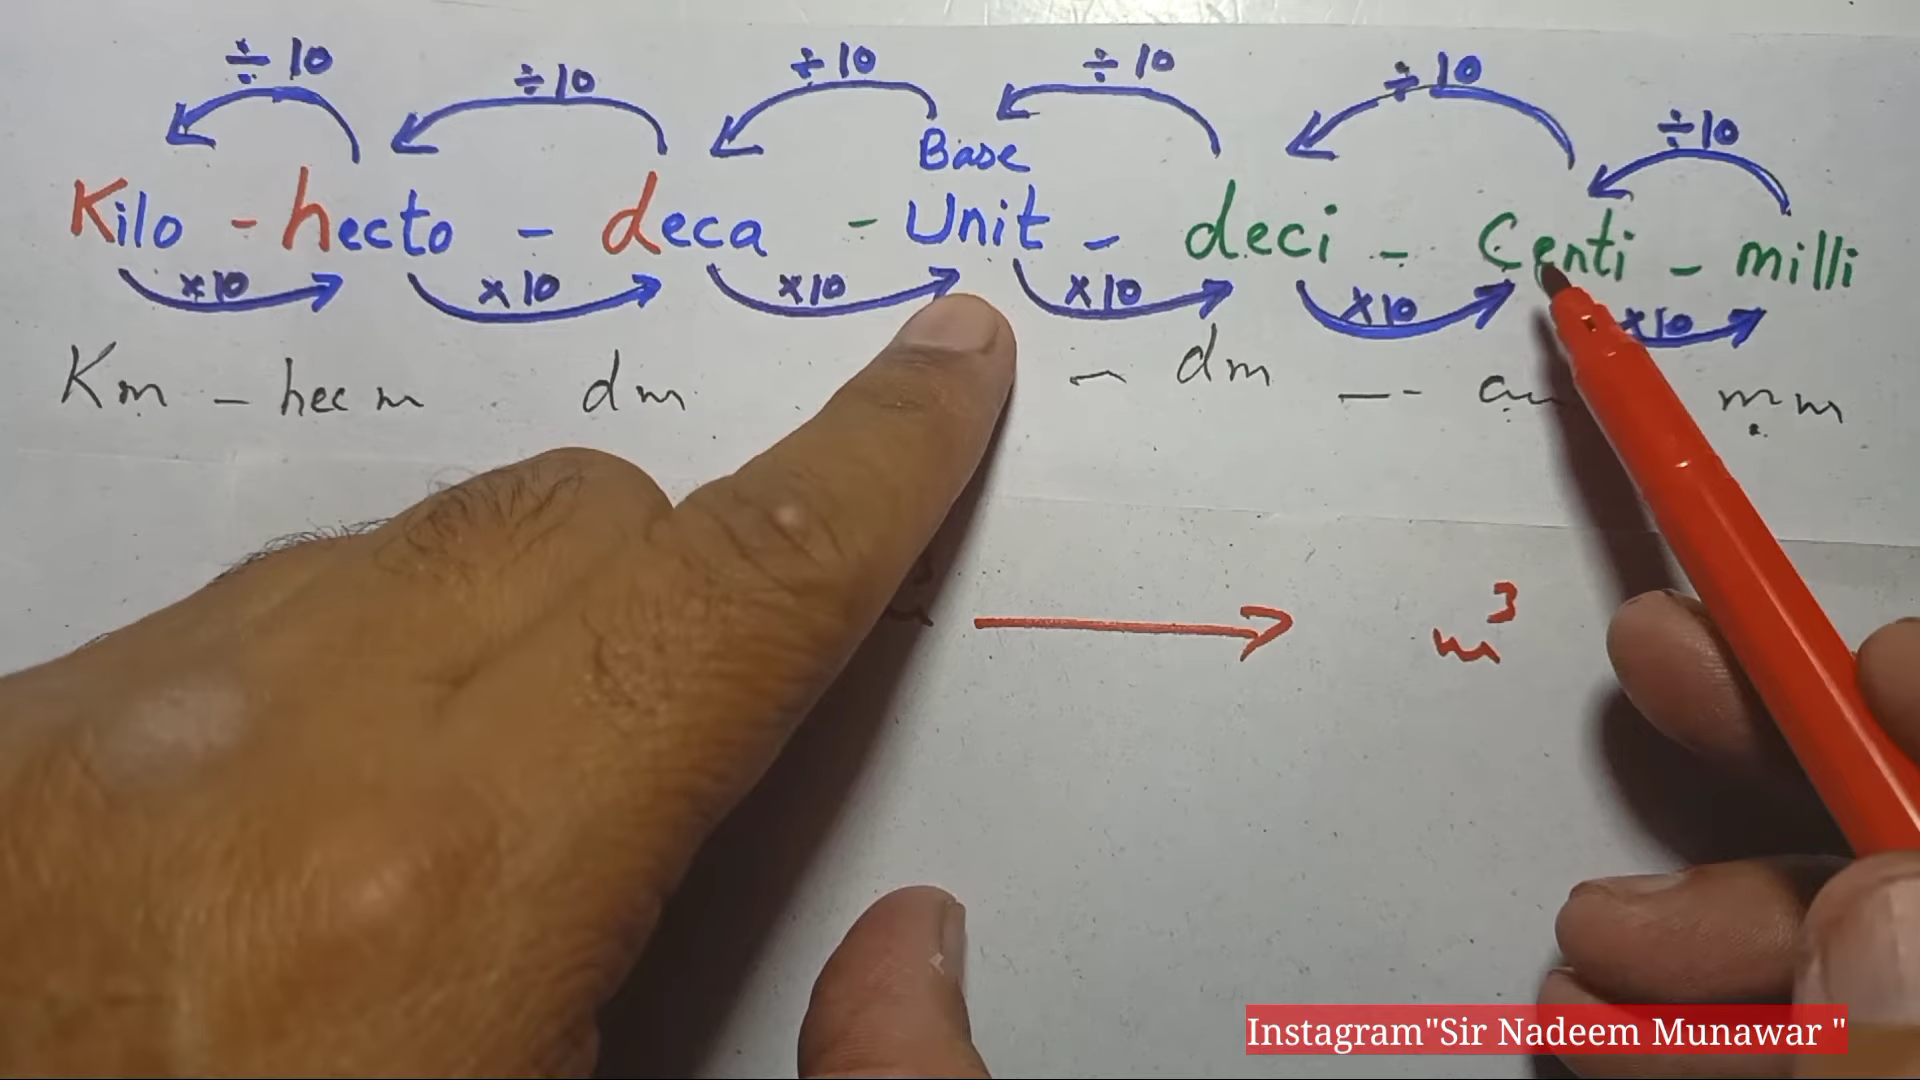 ÷10 ÷10 ÷10 ÷10 ÷10 ÷10
Base
Kilo - hecto - deca - Unit - deci - Centi - milli
×10 ×10 ×10 ×10 ×10 ×10
Km - hec m dm - dm -- mm
→ m³
Instagram"Sir Nadeem Munawar "